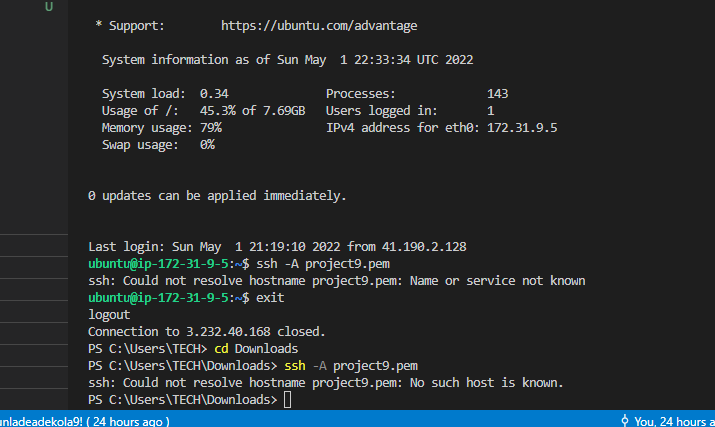 U
* Support: https://ubuntu.com/advantage
System information as of Sun May 1 22:33:34 UTC 2022
System load: 0.34 Processes: 143
Usage of /: 45.3% of 7.69GB Users logged in: 1
Memory usage: 79% IPv4 address for eth0: 172.31.9.5
Swap usage: 0%
0 updates can be applied immediately.
Last login: Sun May 1 21:19:10 2022 from 41.190.2.128
ubuntu@ip-172-31-9-5:~$ ssh -A project9.pem
ssh: Could not resolve hostname project9.pem: Name or service not known
ubuntu@ip-172-31-9-5:~$ exit
logout
Connection to 3.232.40.168 closed.
PS C:\Users\TECH> cd Downloads
PS C:\Users\TECH\Downloads> ssh -A project9.pem
ssh: Could not resolve hostname project9.pem: No such host is known.
PS C:\Users\TECH\Downloads>
unladeadekola9! ( 24 hours ago ) You, 24 hours a